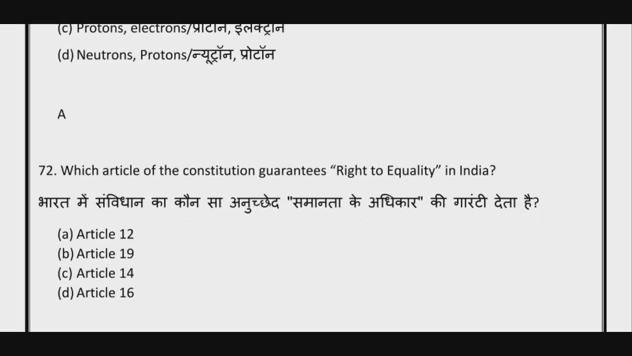 (c) Protons, electrons/प्रोटॉन, इलेक्ट्रॉन
(d) Neutrons, Protons/न्यूट्रॉन, प्रोटॉन
A
72. Which article of the constitution guarantees “Right to Equality” in India?
भारत में संविधान का कौन सा अनुच्छेद "समानता के अधिकार" की गारंटी देता है?
(a) Article 12
(b) Article 19
(c) Article 14
(d) Article 16